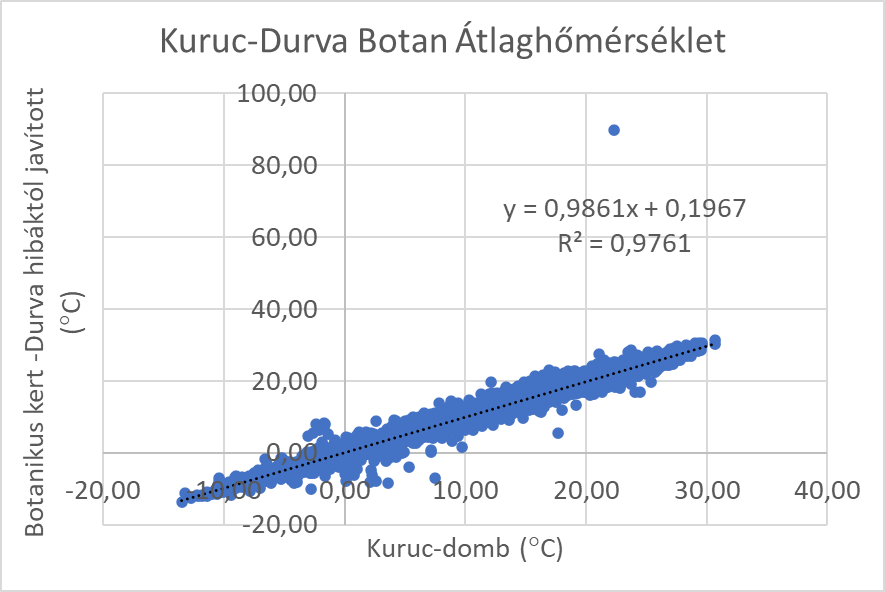 Kuruc-Durva Botan Átlaghőmérséklet
Botanikus kert -Durva hibáktól javított
(°C)
100,00
80,00
60,00
40,00
20,00
0,00
-20,00
y = 0,9861x + 0,1967
R² = 0,9761
-20,00 -10,00 0,00 10,00 20,00 30,00 40,00
Kuruc-domb (°C)